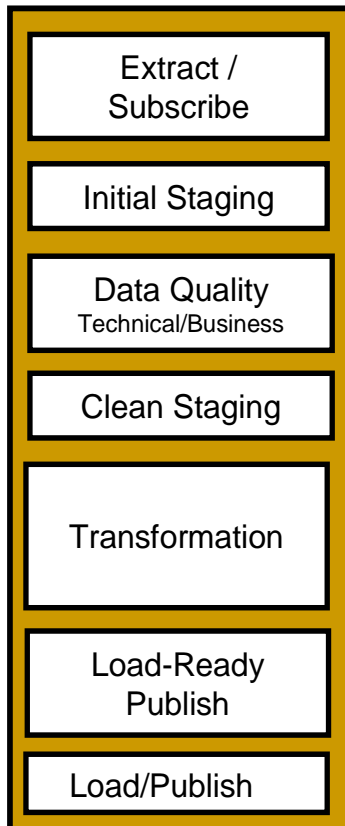 Extract /
Subscribe
Initial Staging
Data Quality
Technical/Business
Clean Staging
Transformation
Load-Ready
Publish
Load/Publish